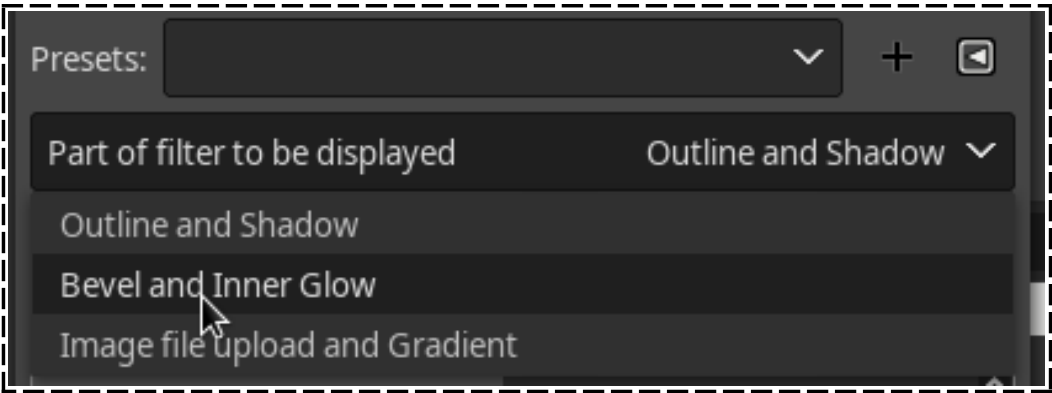 Presets:
Part of filter to be displayed Outline and Shadow
Outline and Shadow
Bevel and Inner Glow
Image file upload and Gradient